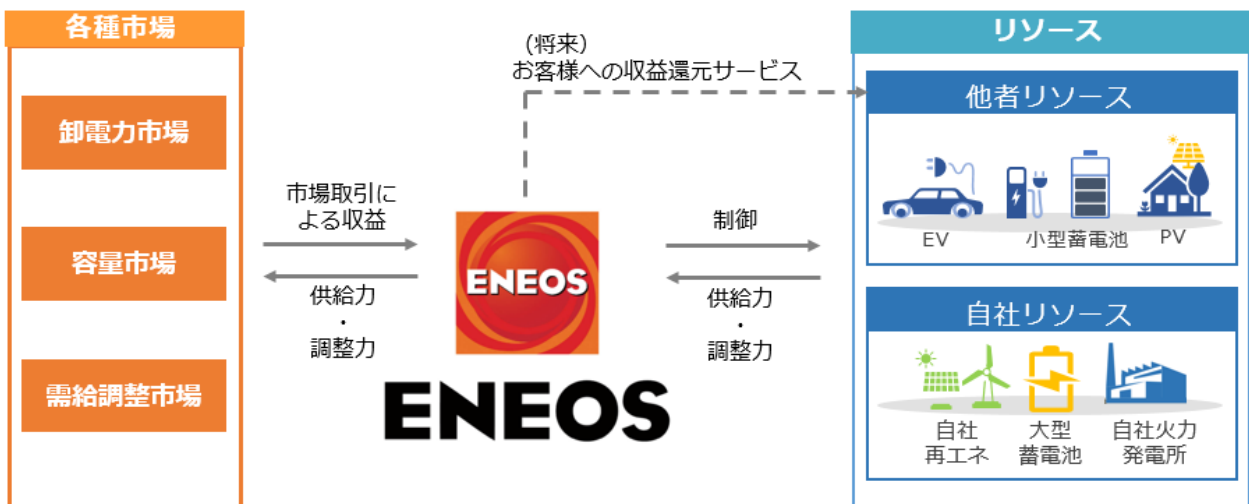 各種市場
卸電力市場
容量市場
需給調整市場
市場取引に
よる収益
供給力
・
調整力
(将来)
お客様への収益還元サービス
ENEOS
ENEOS
制御
供給力
・
調整力
リソース
他者リソース
EV
小型蓄電池
PV
自社リソース
自社
再エネ
大型
蓄電池
自社火力
発電所